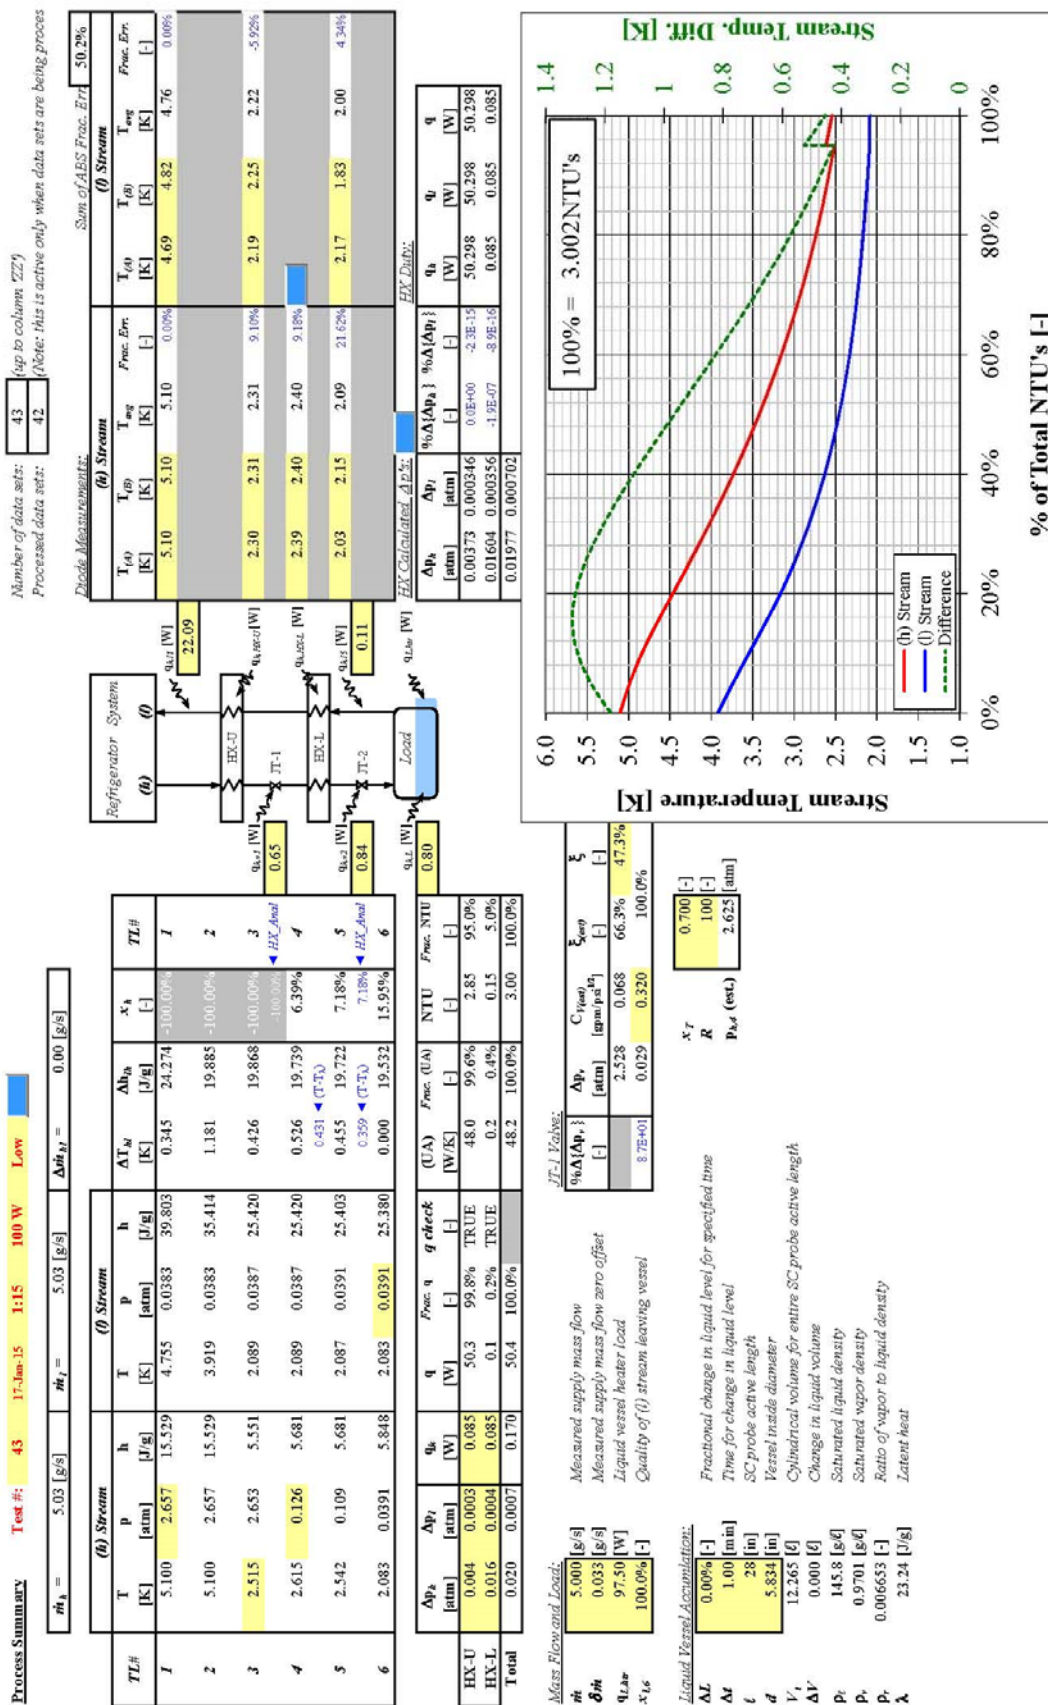 Process Summary Test #: 43 17-Jan-15 1:15 100 W Low
ṁh = 5.03 [g/s] ṁl = 5.03 [g/s] Δṁhl = 0.00 [g/s]
(h) Stream (l) Stream
TL# T p h T p h ΔThl Δhlh xh TL#
[K] [atm] [J/g] [K] [atm] [J/g] [K] [J/g] [-]
1 5.100 2.657 15.529 4.755 0.0383 39.803 0.345 24.274 -100.00% 1
2 5.100 2.657 15.529 3.919 0.0383 35.414 1.181 19.885 -100.00% 2
3 2.515 2.653 5.551 2.089 0.0387 25.420 0.426 19.868 -100.00% 3
-100.00% ◄ HX_Anal
4 2.615 0.126 5.681 2.089 0.0387 25.420 0.526 19.739 6.39% 4
0.431 ◄ (T-Tλ)
5 2.542 0.109 5.681 2.087 0.0391 25.403 0.455 19.722 7.18% 5
0.359 ◄ (T-Tλ) 7.18% ◄ HX_Anal
6 2.083 0.0391 5.848 2.083 0.0391 25.380 0.000 19.532 15.95% 6
Δph Δpl qk q Frac. q q check (UA) Frac. (UA) NTU Frac. NTU
[atm] [atm] [W] [W] [-] [-] [W/K] [-] [-] [-]
HX-U 0.004 0.0003 0.085 50.3 99.8% TRUE 48.0 99.6% 2.85 95.0%
HX-L 0.016 0.0004 0.085 0.1 0.2% TRUE 0.2 0.4% 0.15 5.0%
Total 0.020 0.0007 0.170 50.4 100.0% 48.2 100.0% 3.00 100.0%
Mass Flow and Load:
ṁ 5.000 [g/s] Measured supply mass flow
δṁ 0.033 [g/s] Measured supply mass flow zero offset
qL,htr 97.50 [W] Liquid vessel heater load
xl,6 100.0% [-] Quality of (l) stream leaving vessel
Liquid Vessel Accumlation:
ΔL 0.00% [-] Fractional change in liquid level for specified time
Δt 1.00 [min] Time for change in liquid level
ℓ 28 [in] SC probe active length
d 5.834 [in] Vessel inside diameter
V1 12.265 [ℓ] Cylindrical volume for entire SC probe active length
ΔV 0.000 [ℓ] Change in liquid volume
ρℓ 145.8 [g/ℓ] Saturated liquid density
ρv 0.9701 [g/ℓ] Saturated vapor density
ρr 0.006653 [-] Ratio of vapor to liquid density
λ 23.24 [J/g] Latent heat
JT-1 Valve:
%Δ{Δpv} Δpv CV(est) ξ(est) ξ
[-] [atm] [gpm/psi^1/2] [-] [-]
2.528 0.068 66.3% 47.3%
8.7E+01 0.029 0.320 100.0%
xT 0.700 [-]
R 100 [-]
ph,4 (est.) 2.625 [atm]
Refrigerator System
(h) (l)
HX-U
JT-1
HX-L
JT-2
Load
qk,l1 [W]
22.09
qk,HX-U [W]
qk,HX-L [W]
qk,l5 [W]
0.11
qL,htr [W]
0.65
0.84
qk,L [W]
0.80
Number of data sets: 43 (up to column 'ZZ')
Processed data sets: 42 (Note: this is active only when data sets are being proces
Diode Measurements: Sum of ABS Frac. Err. 50.2%
(h) Stream (l) Stream
T(A) T(B) Tavg Frac. Err. T(A) T(B) Tavg Frac. Err.
[K] [K] [K] [-] [K] [K] [K] [-]
5.10 5.10 5.10 0.00% 4.69 4.82 4.76 0.00%
2.30 2.31 2.31 9.10% 2.19 2.25 2.22 -5.92%
2.39 2.40 2.40 9.18%
2.03 2.15 2.09 21.62% 2.17 1.83 2.00 4.34%
HX Calculated Δp's: HX Duty:
Δph Δpl %Δ{Δph} %Δ{Δpl} qh ql q
[atm] [atm] [-] [-] [W] [W] [W]
0.00373 0.000346 0.0E+00 -2.3E-15 50.298 50.298 50.298
0.01604 0.000356 -1.9E-07 -8.9E-16 0.085 0.085 0.085
0.01977 0.000702
Stream Temperature [K]
6.0
5.5
5.0
4.5
4.0
3.5
3.0
2.5
2.0
1.5
1.0
100% = 3.002NTU's
(h) Stream
(l) Stream
Difference
Stream Temp. Diff. [K]
1.4
1.2
1
0.8
0.6
0.4
0.2
0
0% 20% 40% 60% 80% 100%
% of Total NTU's [-]